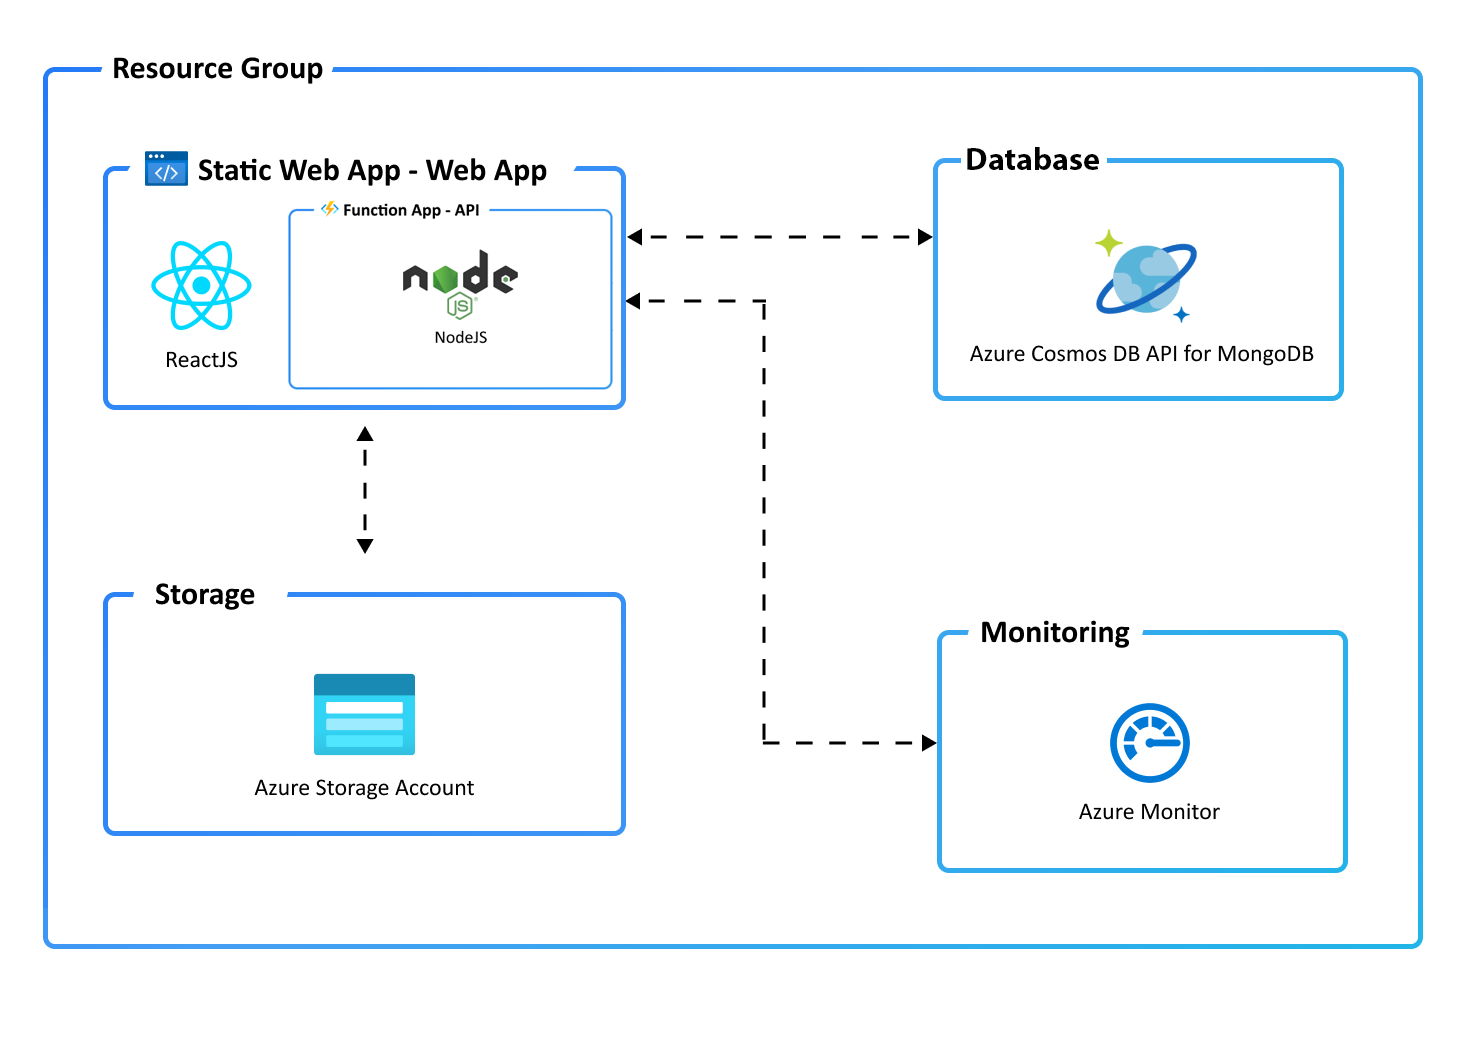 Resource Group
Static Web App - Web App
Function App - API
node
JS
®
NodeJS
ReactJS
Database
Azure Cosmos DB API for MongoDB
Storage
Azure Storage Account
Monitoring
Azure Monitor